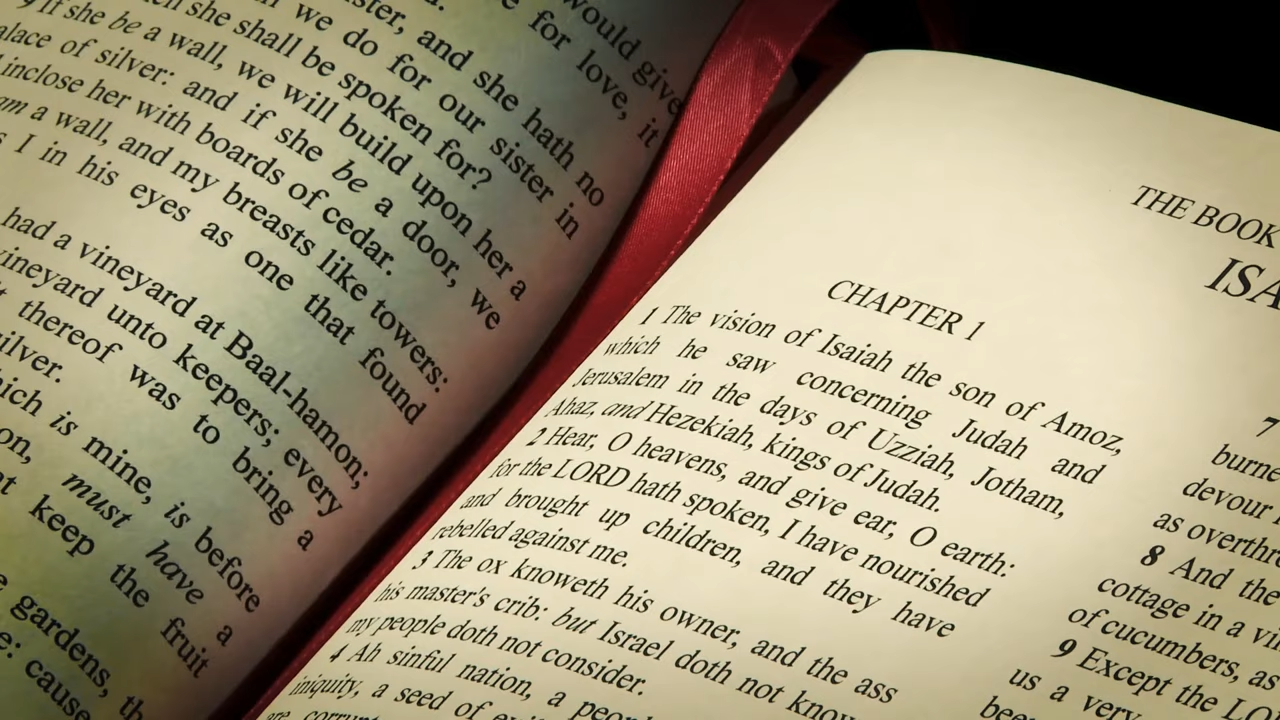 would give
e for love, it
ister, and she hath no
we do for our sister in
she shall be spoken for?
9 If she be a wall, we will build upon her a
palace of silver: and if she be a door, we
inclose her with boards of cedar.
am a wall, and my breasts like towers:
I in his eyes as one that found
had a vineyard at Baal-hamon;
vineyard unto keepers; every
thereof was to bring a
silver.
which is mine, is before
on, must have a
keep the fruit
gardens, th
cause
THE BOOK
ISA
CHAPTER 1
1 The vision of Isaiah the son of Amoz,
which he saw concerning Judah and
Jerusalem in the days of Uzziah, Jotham,
Ahaz, and Hezekiah, kings of Judah.
2 Hear, O heavens, and give ear, O earth:
for the LORD hath spoken, I have nourished
and brought up children, and they have
rebelled against me.
3 The ox knoweth his owner, and the ass
his master's crib: but Israel doth not know
my people doth not consider.
4 Ah sinful nation, a peop
iniquity, a seed of
are corrupt
7
burne
devour
as overthr
8 And the
cottage in a vi
of cucumbers, as
9 Except the LO
us a very
been